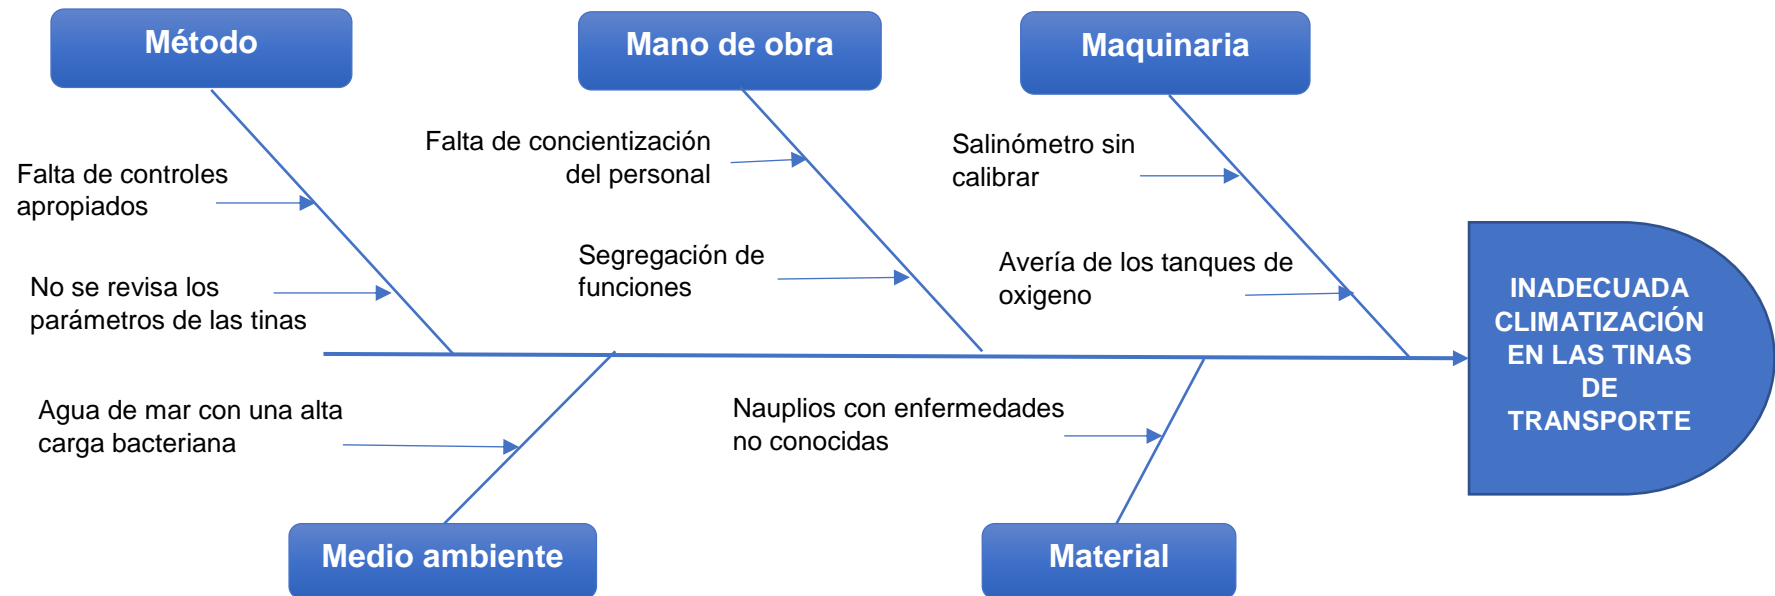 Método
Mano de obra
Maquinaria
Falta de controles
apropiados
No se revisa los
parámetros de las tinas
Falta de concientización
del personal
Segregación de
funciones
Salinómetro sin
calibrar
Avería de los tanques de
oxigeno
INADECUADA
CLIMATIZACIÓN
EN LAS TINAS
DE
TRANSPORTE
Agua de mar con una alta
carga bacteriana
Nauplios con enfermedades
no conocidas
Medio ambiente
Material